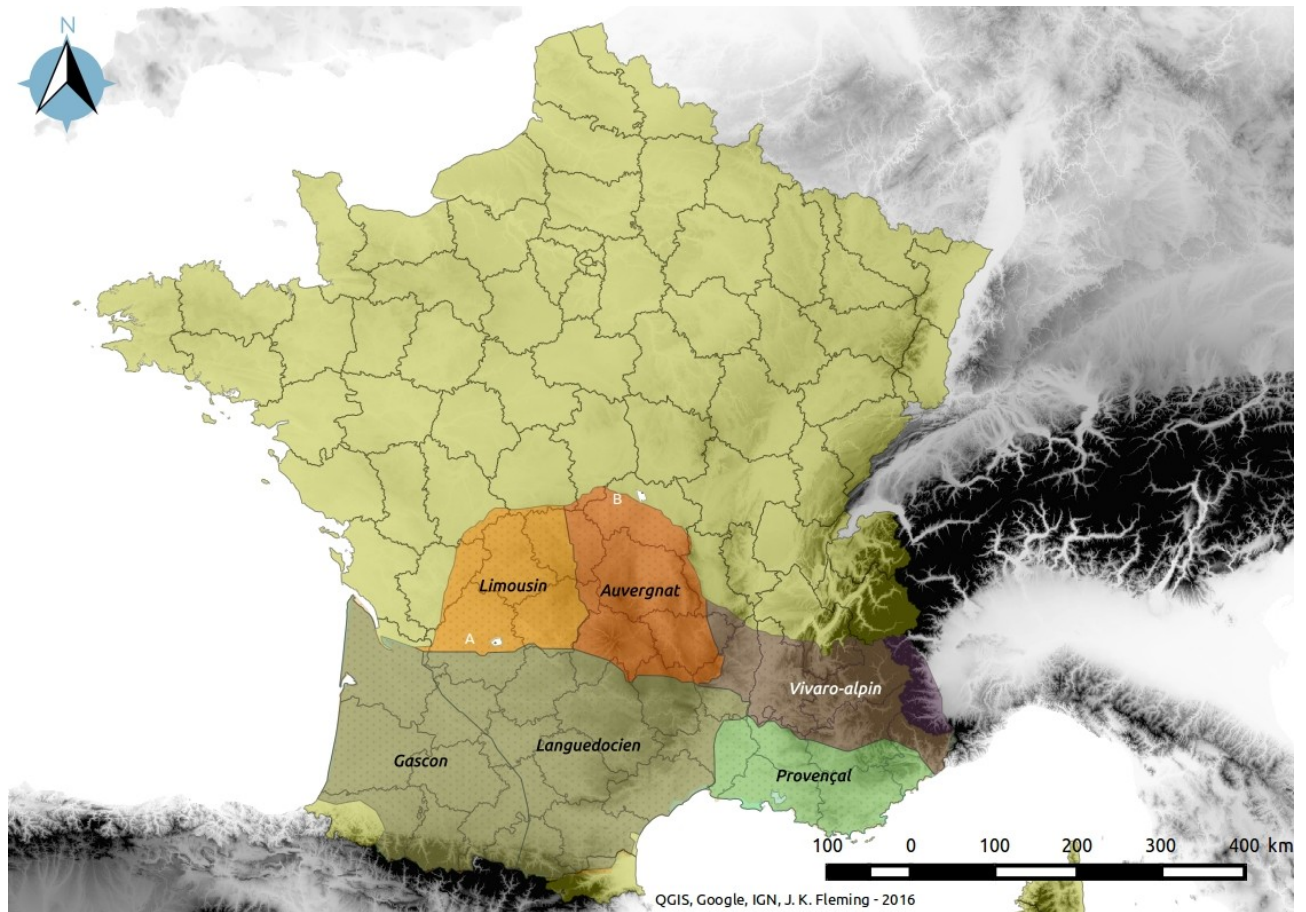 N
B
Limousin
Auvergnat
A
Vivaro-alpin
Gascon
Languedocien
Provençal
100 0 100 200 300 400 km
QGIS, Google, IGN, J. K. Fleming - 2016